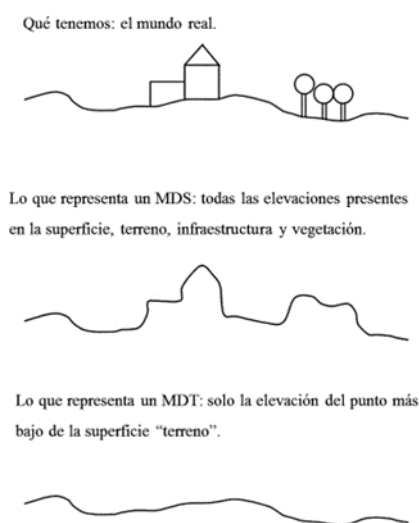 Qué tenemos: el mundo real.
Lo que representa un MDS: todas las elevaciones presentes
en la superficie, terreno, infraestructura y vegetación.
Lo que representa un MDT: solo la elevación del punto más
bajo de la superficie “terreno”.